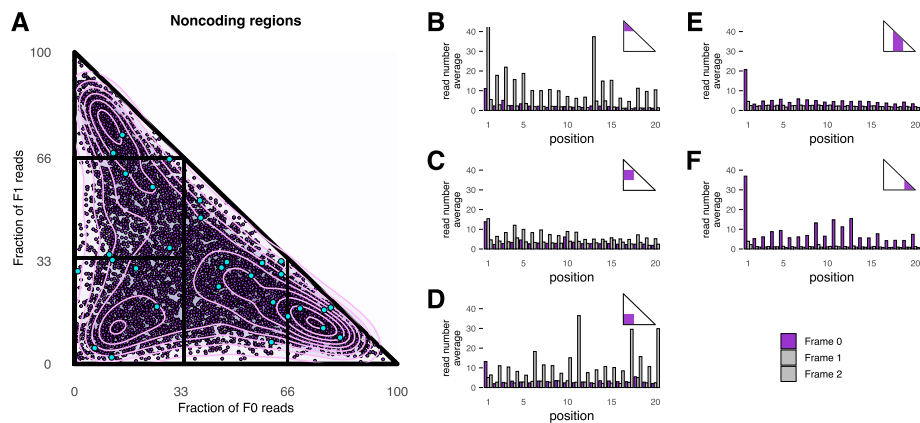 A
Noncoding regions
100
66
33
0
Fraction of F1 reads
0
33
66
100
Fraction of F0 reads
B
read number
average
40
30
20
10
0
1
5
10
15
20
position
C
read number
average
40
30
20
10
0
1
5
10
15
20
position
D
read number
average
40
30
20
10
0
1
5
10
15
20
position
E
read number
average
40
30
20
10
0
1
5
10
15
20
position
F
read number
average
40
30
20
10
0
1
5
10
15
20
position
Frame 0
Frame 1
Frame 2